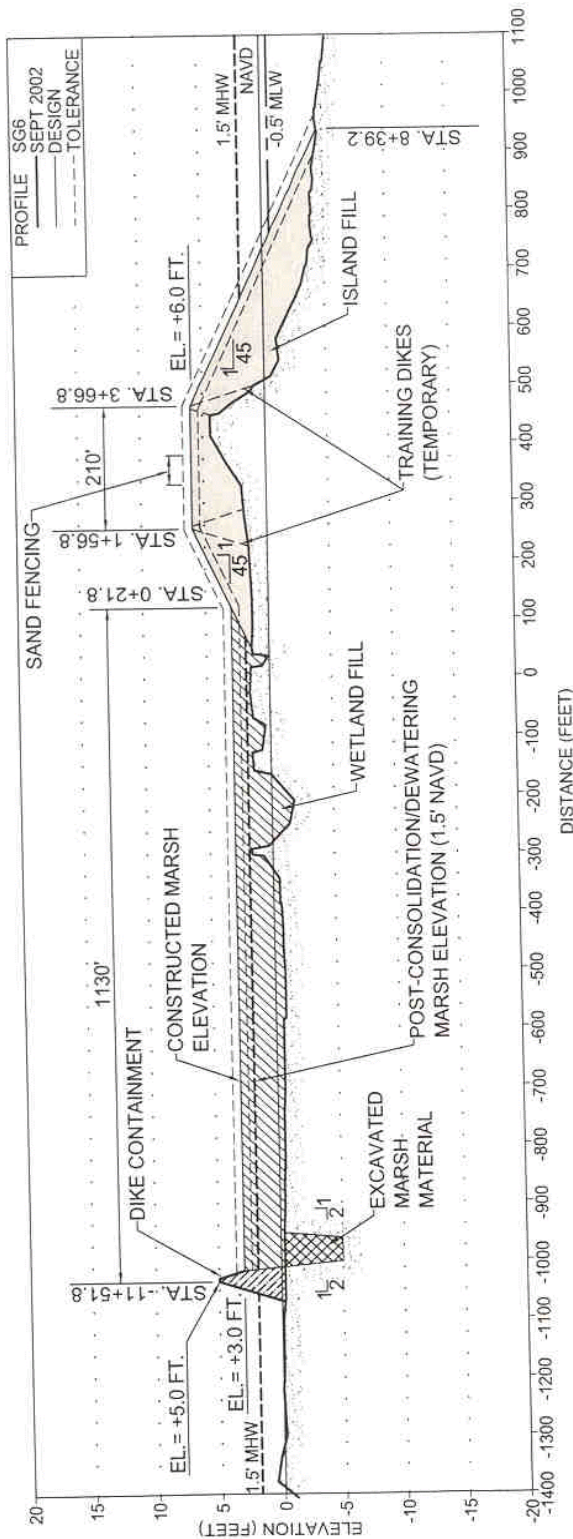 PROFILE SG6
SEPT 2002
DESIGN
TOLERANCE
SAND FENCING
210'
STA. 0+21.8
STA. 1+56.8
STA. 3+66.8
EL. = +6.0 FT.
1.5' MHW
NAVD
-0.5' MLW
STA. 8+39.2
1130'
DIKE CONTAINMENT
CONSTRUCTED MARSH
ELEVATION
STA. -11+51.8
EL. = +5.0 FT.
EL. = +3.0 FT.
1.5' MHW
1
45
1
45
ISLAND FILL
TRAINING DIKES
(TEMPORARY)
WETLAND FILL
POST-CONSOLIDATION/DEWATERING
MARSH ELEVATION (1.5' NAVD)
EXCAVATED
MARSH
MATERIAL
1
2
1
2
ELEVATION (FEET)
20
15
10
5
0
-5
-10
-15
-20
-1400 -1300 -1200 -1100 -1000 -900 -800 -700 -600 -500 -400 -300 -200 -100 0 100 200 300 400 500 600 700 800 900 1000 1100
DISTANCE (FEET)